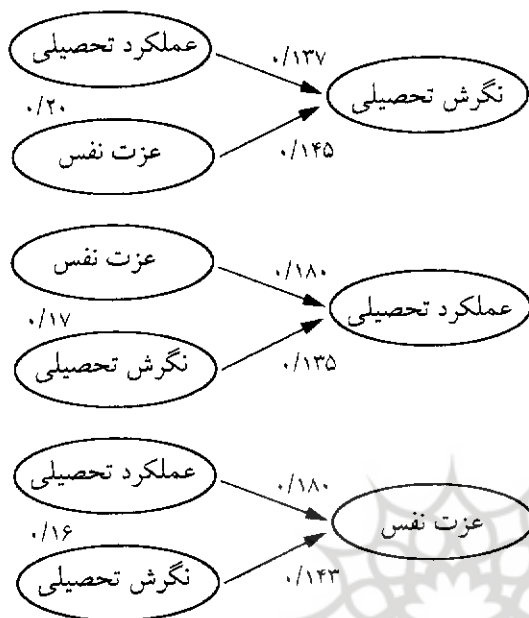 عملکرد تحصیلی
۰/۱۳۷
نگرش تحصیلی
۰/۲۰
عزت نفس
۰/۱۴۵
عزت نفس
۰/۱۸۰
عملکرد تحصیلی
۰/۱۷
نگرش تحصیلی
۰/۱۳۵
عملکرد تحصیلی
۰/۱۸۰
عزت نفس
۰/۱۶
نگرش تحصیلی
۰/۱۴۳